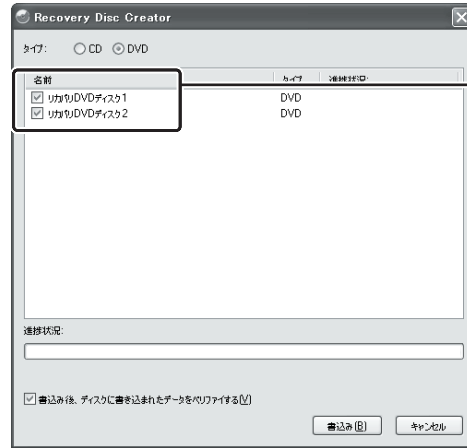 Recovery Disc Creator
タイプ: CD DVD
名前 タイプ 進捗状況:
リカバリDVDディスク1 DVD
リカバリDVDディスク2 DVD
進捗状況:
書込み後、ディスクに書き込まれたデータをベリファイする(V)
書込み(B) キャンセル